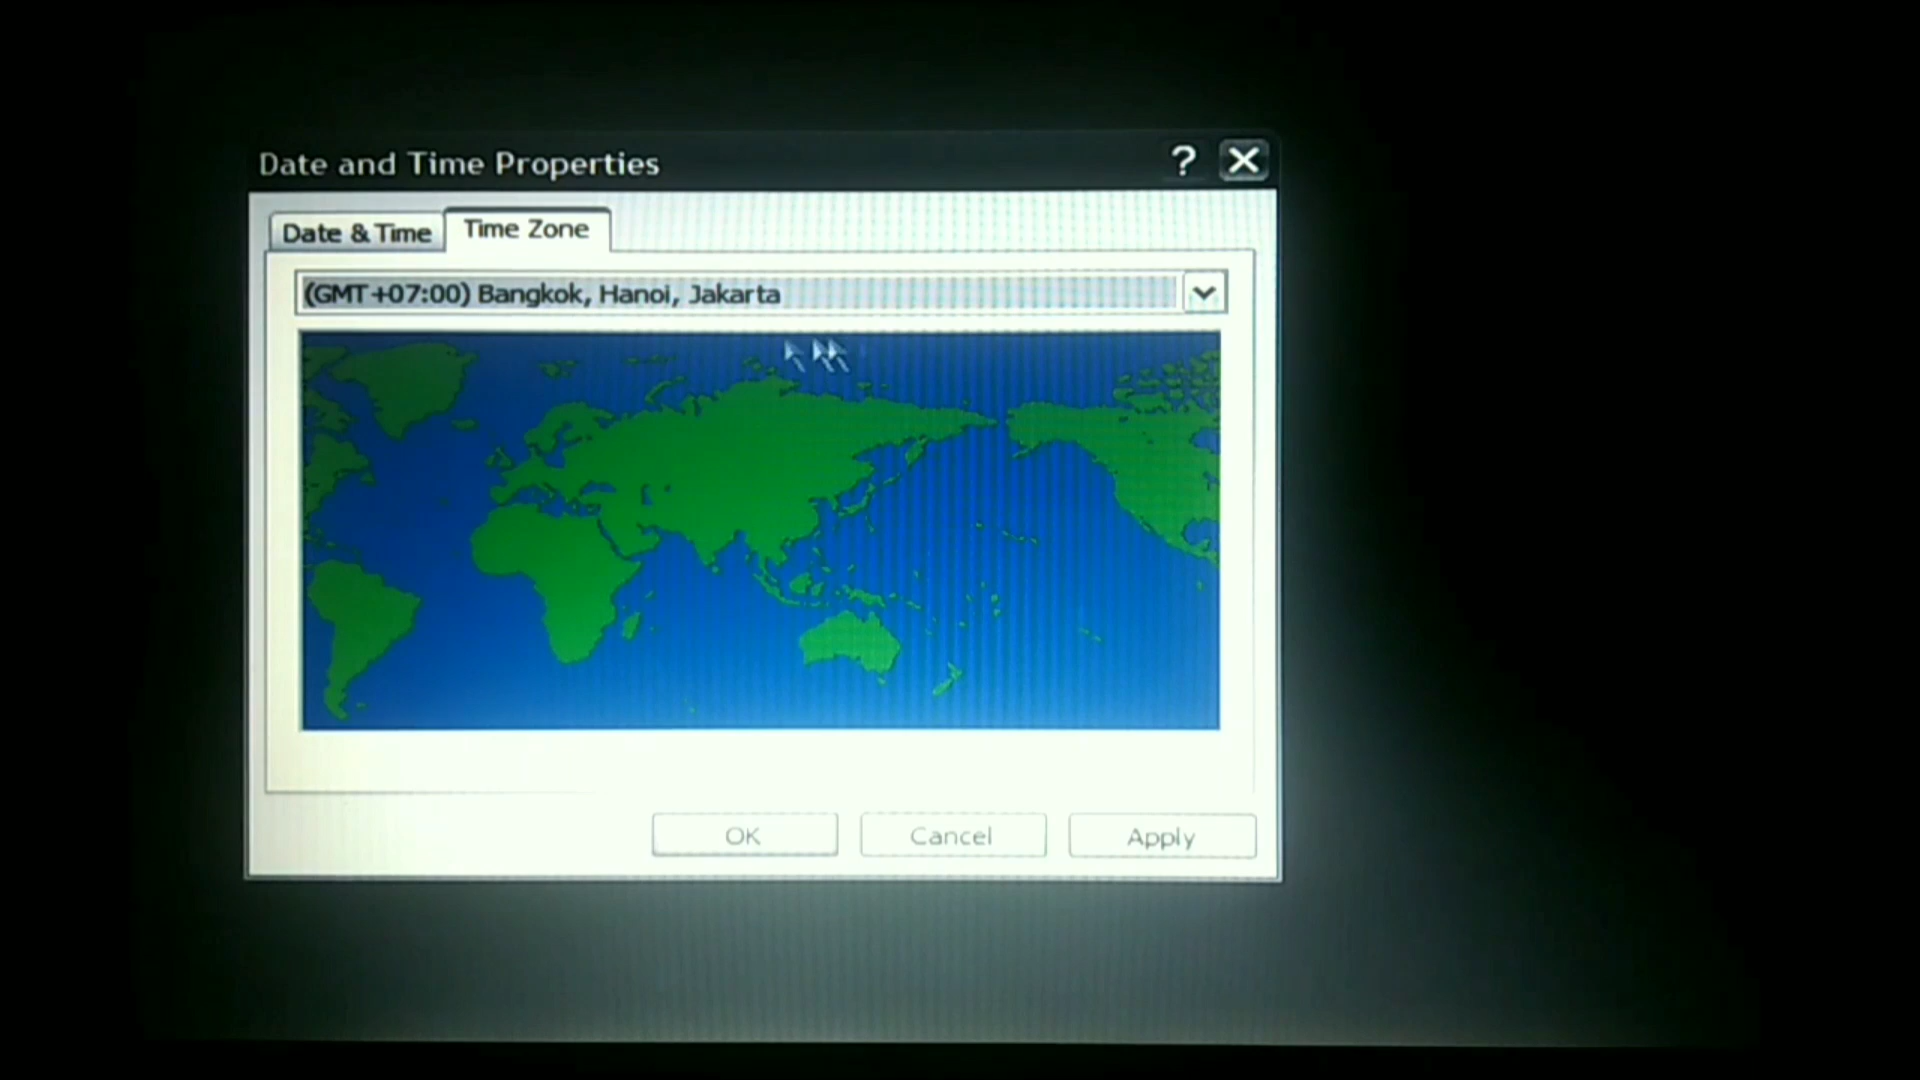 Date and Time Properties
Date & Time
Time Zone
(GMT+07:00) Bangkok, Hanoi, Jakarta
OK
Cancel
Apply